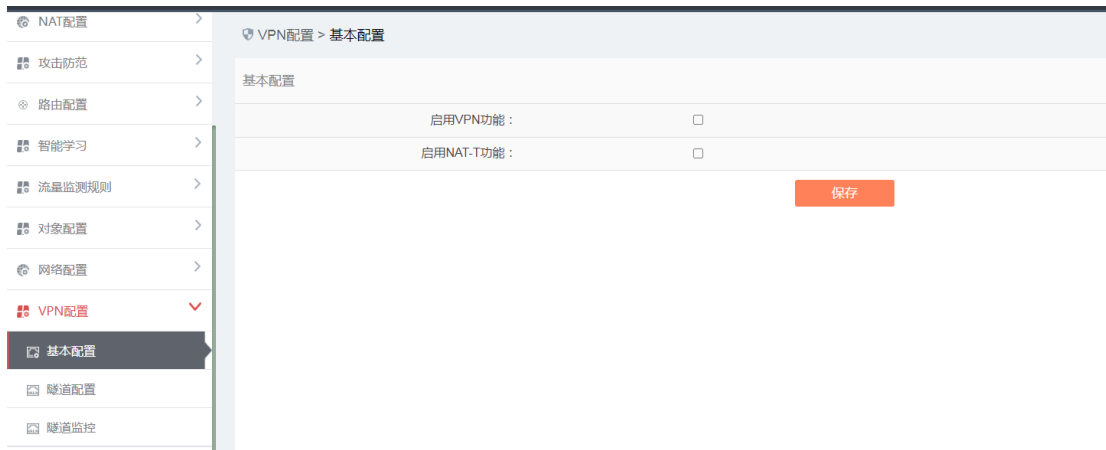 NAT配置
攻击防范
路由配置
智能学习
流量监测规则
对象配置
网络配置
VPN配置
基本配置
隧道配置
隧道监控
VPN配置 > 基本配置
基本配置
启用VPN功能：
启用NAT-T功能：
保存